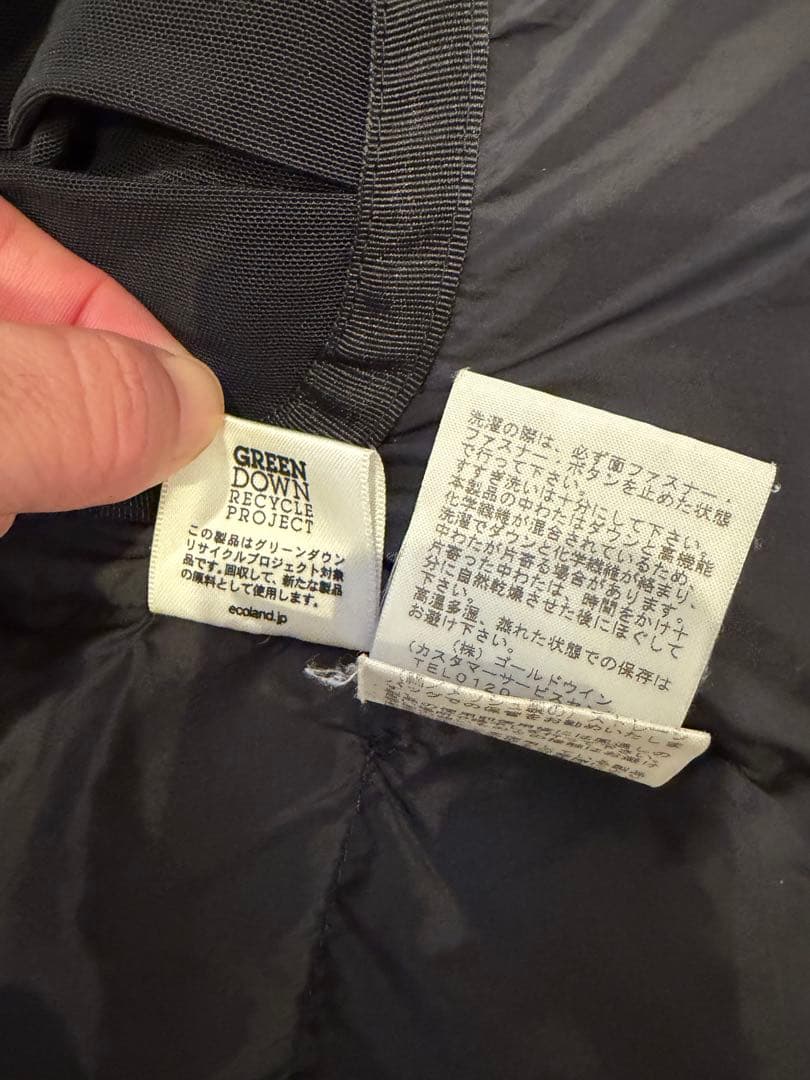 GREEN
DOWN
RECYCLE
PROJECT
この製品はグリーンダウン
リサイクルプロジェクト対象
品です。回収して、新たな製品
の原料として使用します。
ecoland.jp
洗濯の際は、必ず面ファスナー
ファスナー・ボタンを止めた状態
で行って下さい。
すすぎ洗いは十分にして下さい。
本製品の中わたはダウンと高機能
化学繊維が混合されているため、
洗濯でダウンと化学繊維が絡まり、
中わたが片寄る場合があります。
片寄った中わたは、時間をかけ十
分に自然乾燥させた後にほぐして
下さい。
高温多湿、蒸れた状態での保存は
お避け下さい。
(株)ゴールドウイン
(カスタマーサービス
TEL0120
の保管をお勧めいたしま